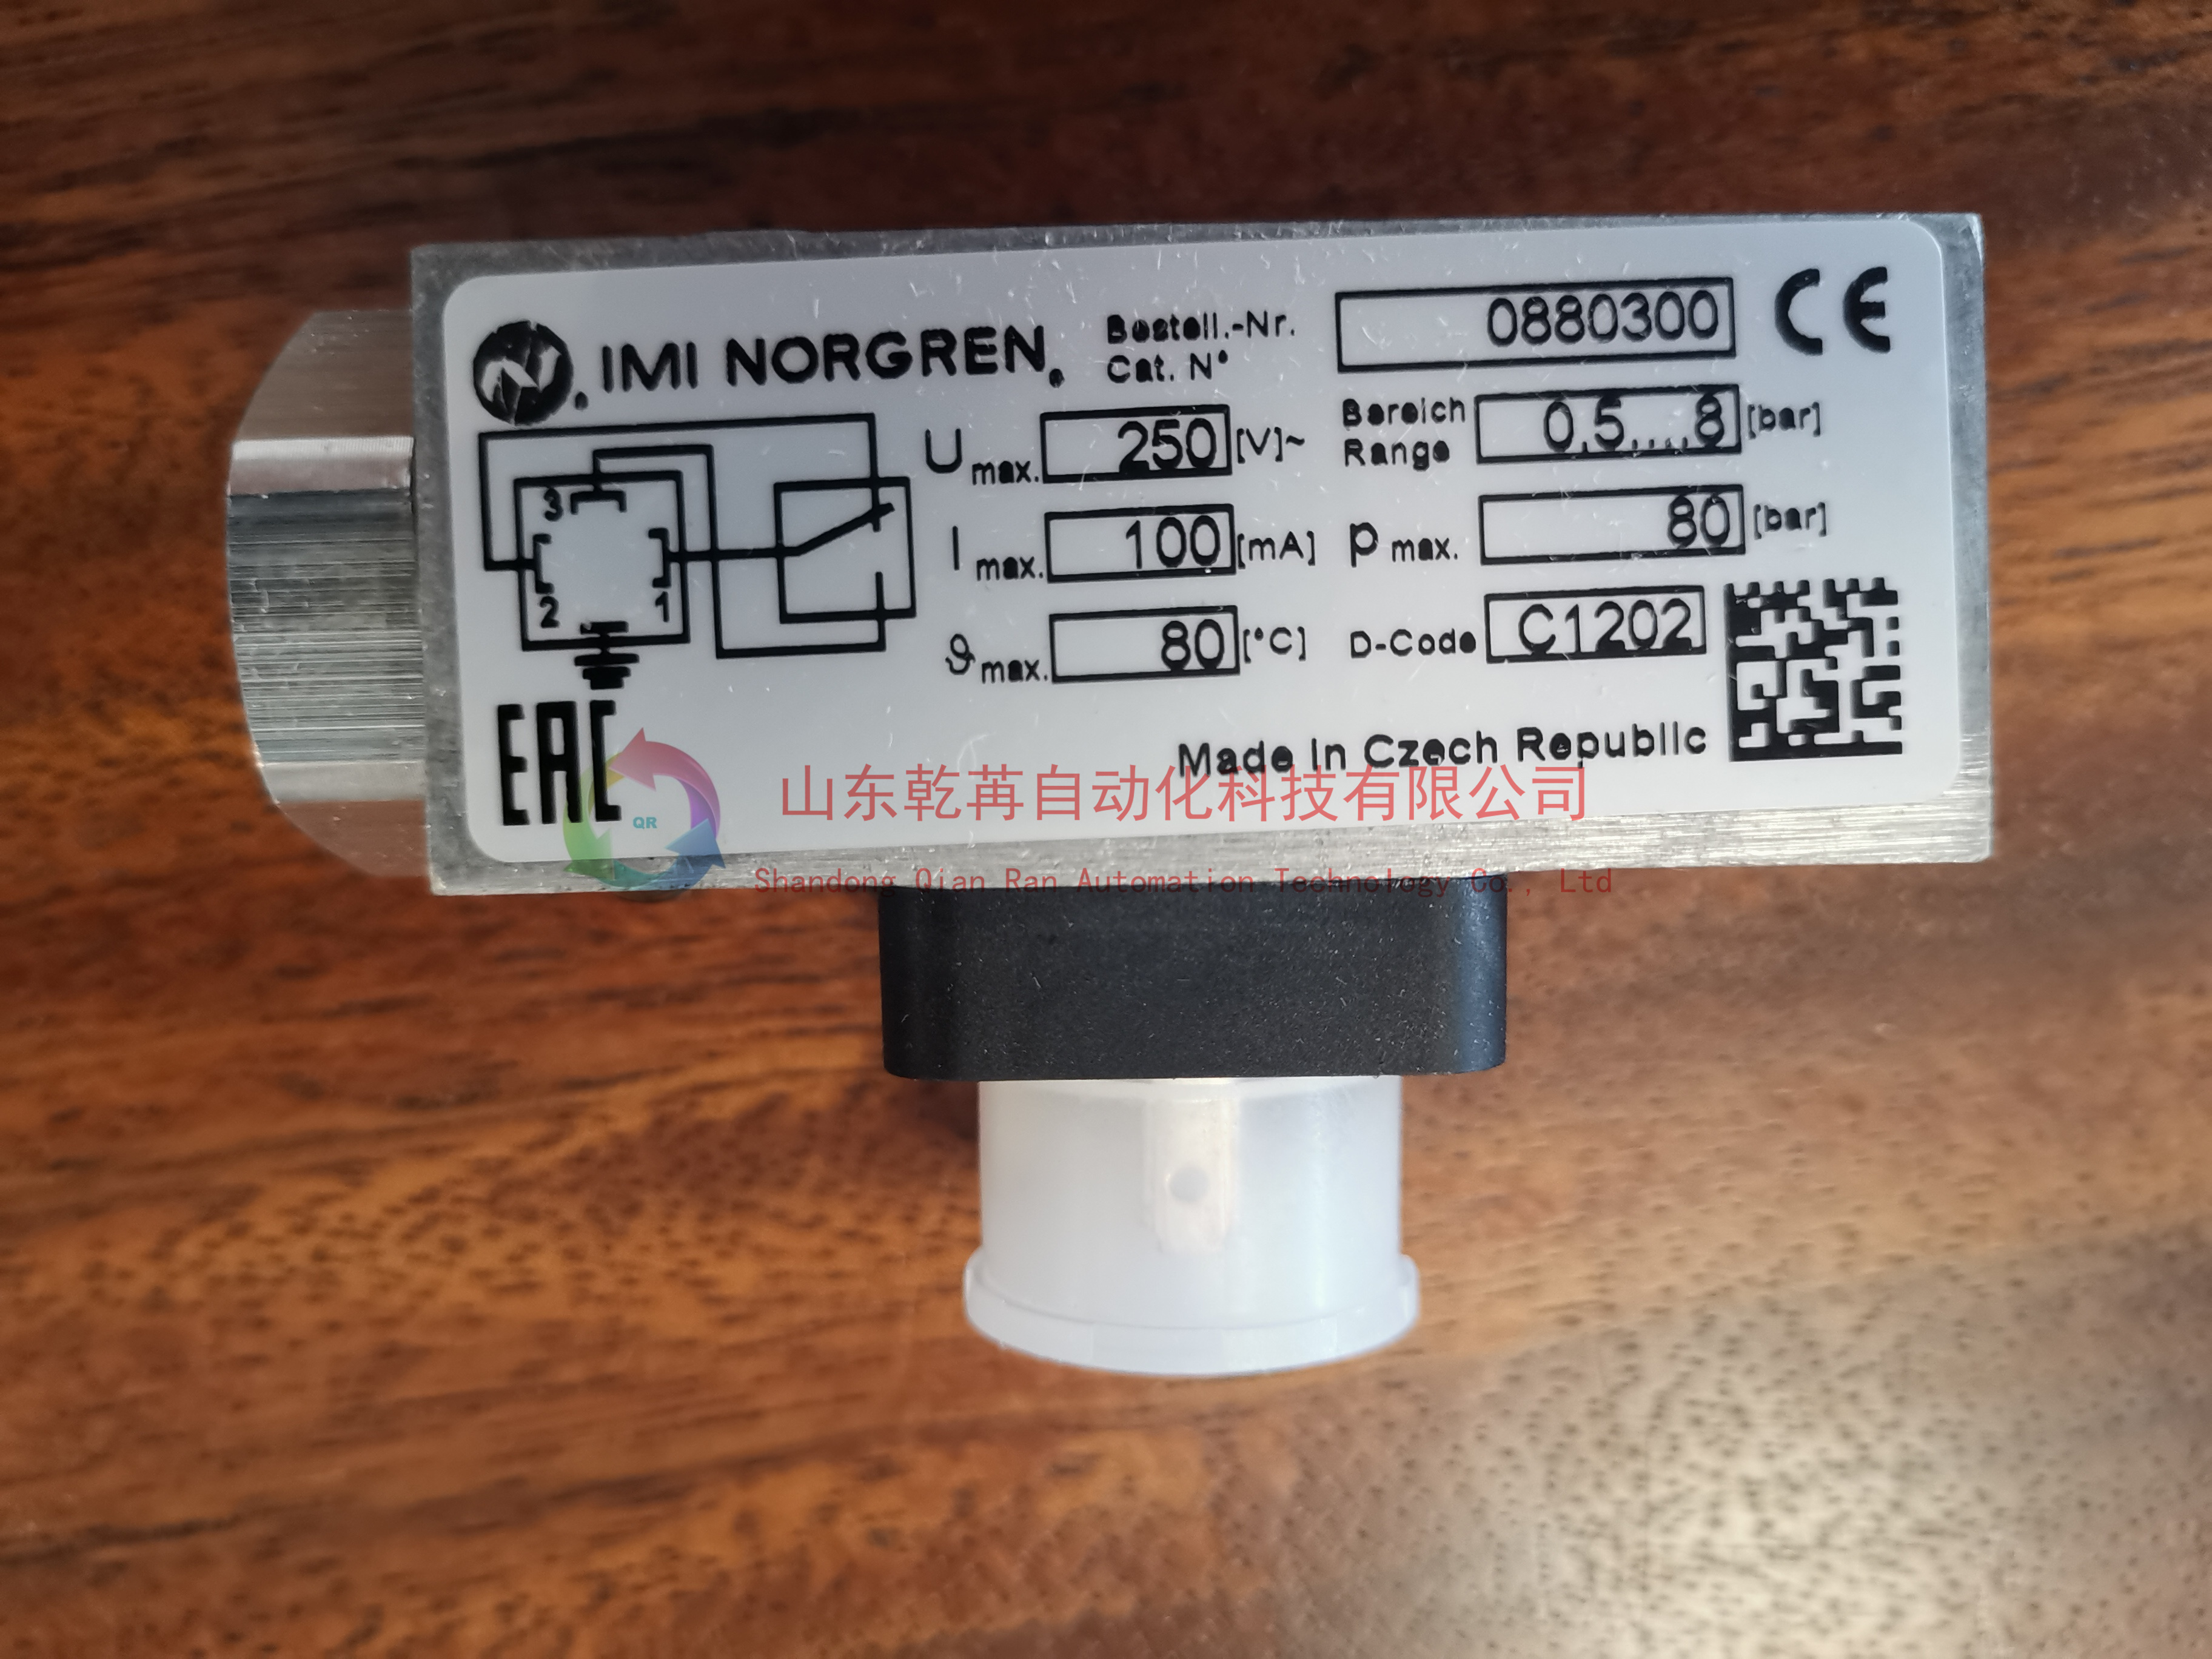 IMI NORGREN
Bestell.-Nr.
Cat. N°
0880300
CE
U max. 250 [V]~
Bereich
Range
0,5....8 [bar]
I max. 100 [mA]
p max. 80 [bar]
ϑ max. 80 [°C]
D-Code C1202
3
2
1
EAC
Made in Czech Republic
QR
山东乾苒自动化科技有限公司
Shandong Qian Ran Automation Technology Co., Ltd